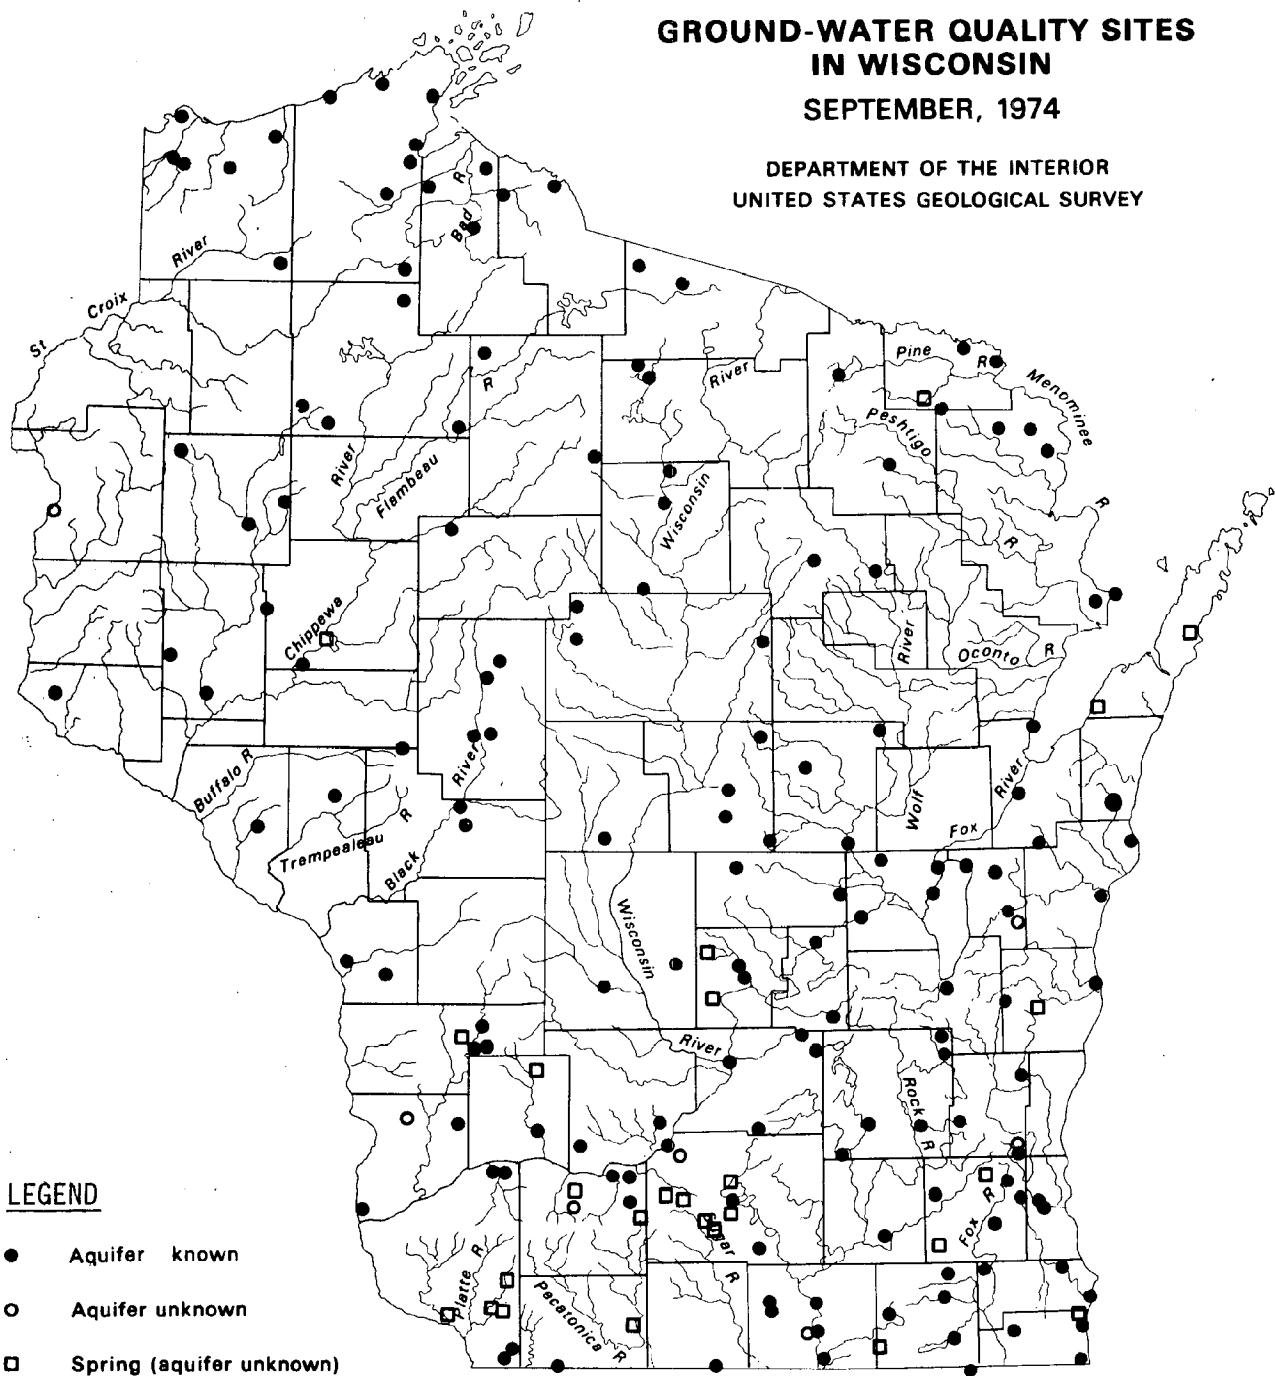 GROUND-WATER QUALITY SITES
IN WISCONSIN
SEPTEMBER, 1974
DEPARTMENT OF THE INTERIOR
UNITED STATES GEOLOGICAL SURVEY
Bad R
St Croix River
Pine R
Menominee R
River
R
Peshtigo R
River
Flambeau
Wisconsin
Chippewa
River
Oconto R
Buffalo R
River
River
Wolf
Fox
Trempealeau R
Black
Wisconsin
River
Rock R
LEGEND
Fox R
Platte R
R
Pecatonica R
● Aquifer known
○ Aquifer unknown
□ Spring (aquifer unknown)